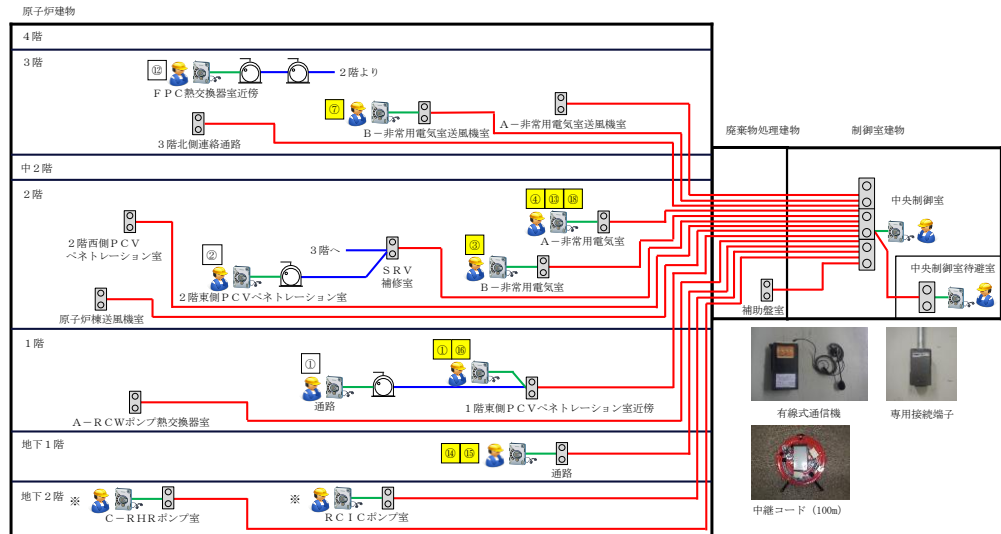 原子炉建物
4階
3階
⑫
2階より
FPC熱交換器室近傍
⑦
B－非常用電気室送風機室
A－非常用電気室送風機室
3階北側連絡通路
廃棄物処理建物
制御室建物
中2階
2階
④ ⑬ ⑱
A－非常用電気室
中央制御室
2階西側PCV
ペネトレーション室
②
3階へ
2階東側PCVペネトレーション室
SRV
補修室
③
B－非常用電気室
中央制御室待避室
原子炉棟送風機室
補助盤室
1階
①
通路
① ⑯
1階東側PCVペネトレーション室近傍
A－RCWポンプ熱交換器室
有線式通信機
専用接続端子
地下1階
⑭ ⑮
通路
地下2階
※
C－RHRポンプ室
※
RCICポンプ室
中継コード（100m）